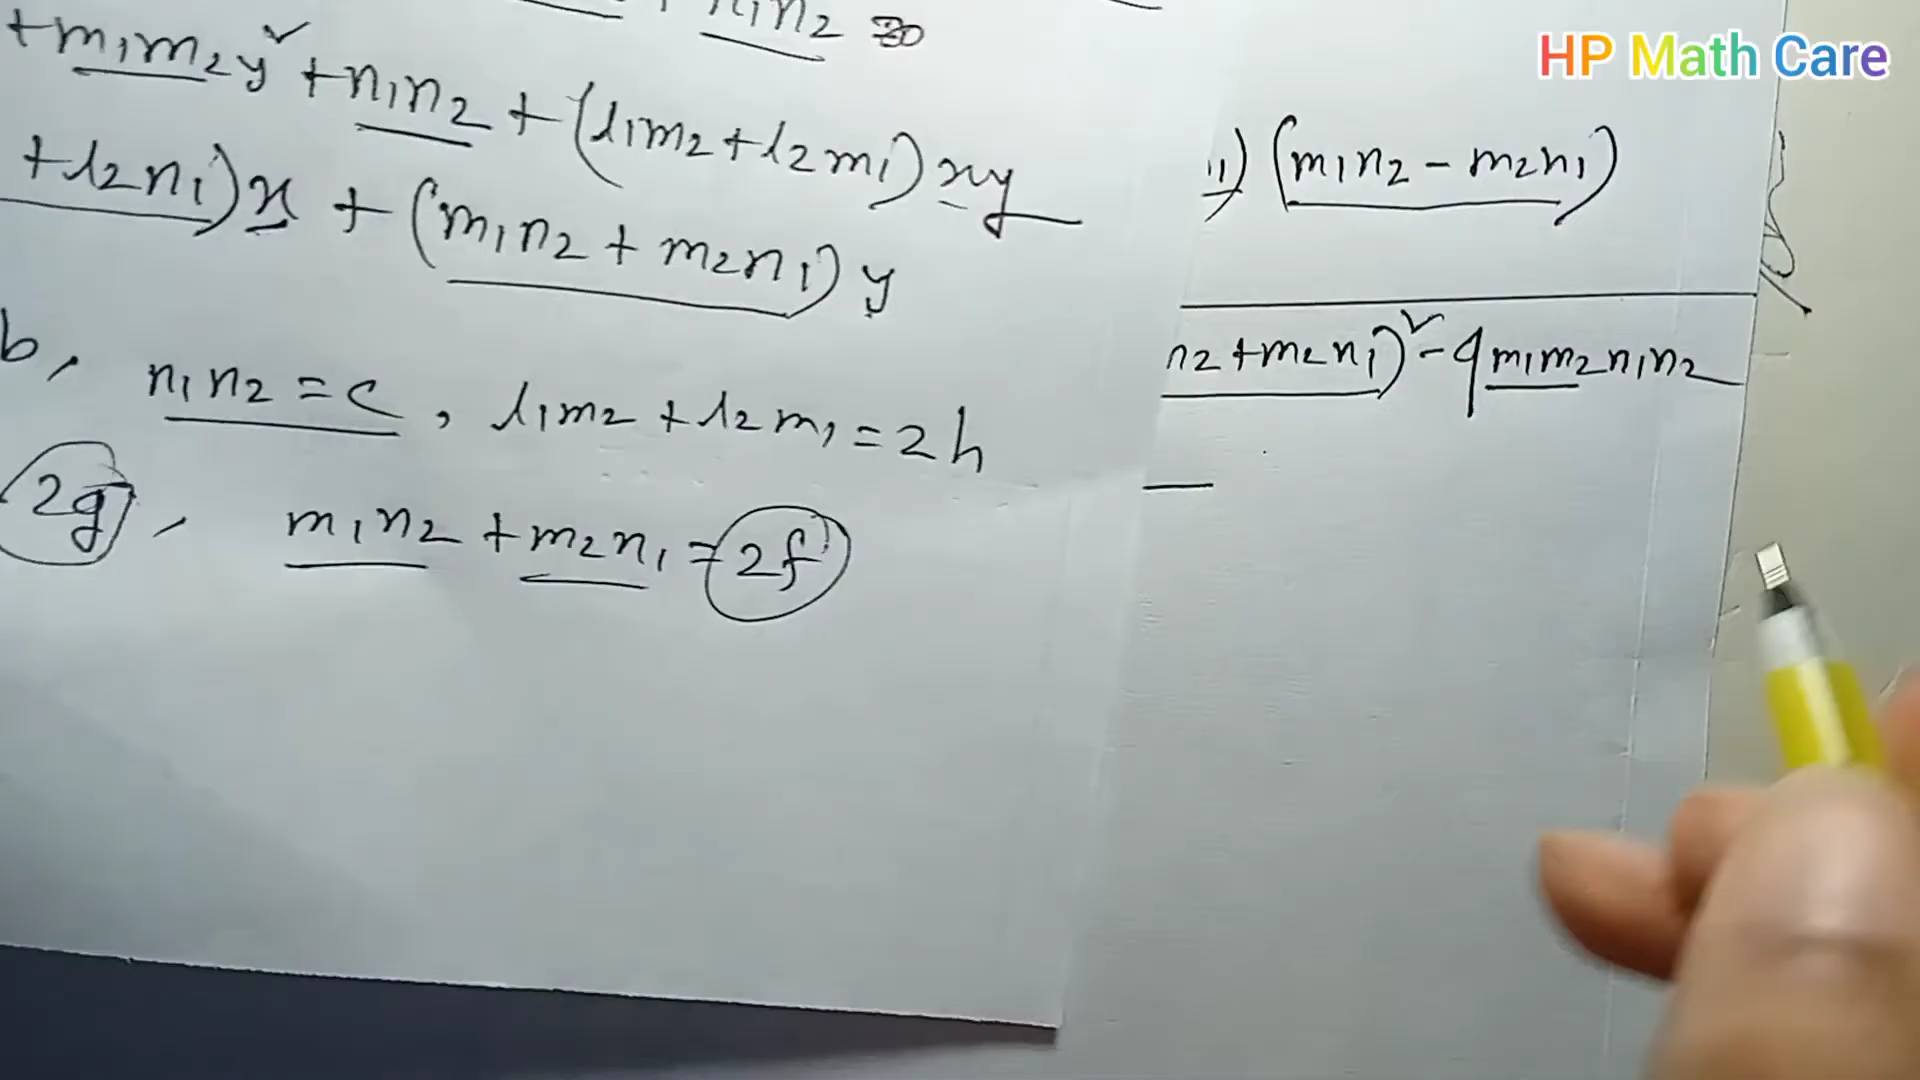 n₁n₂ = 0
+m₁m₂y² + n₁n₂ + (l₁m₂ + l₂m₁)xy
+l₂n₁)x + (m₁n₂ + m₂n₁)y
b, n₁n₂ = c, l₁m₂ + l₂m₁ = 2h
2g, m₁n₂ + m₂n₁ = 2f
HP Math Care
(m₁n₂ - m₂n₁)
n₂ + m₂n₁)² - 4m₁m₂n₁n₂